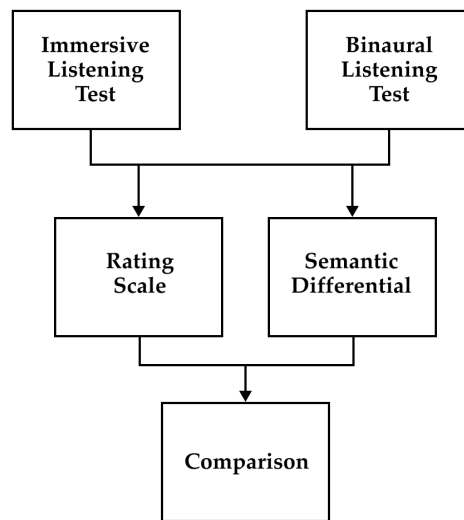 Immersive
Listening
Test
Binaural
Listening
Test
Rating
Scale
Semantic
Differential
Comparison